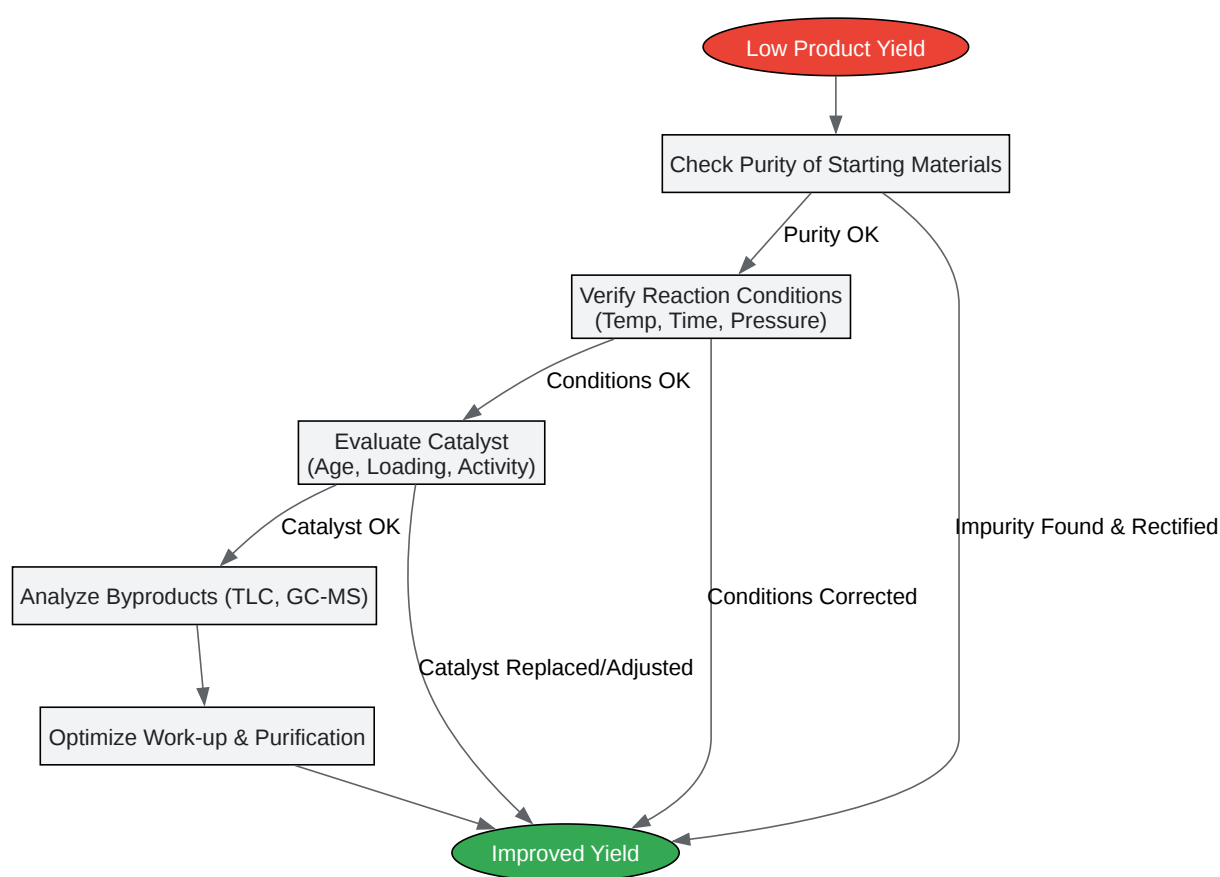 Low Product Yield
Check Purity of Starting Materials
Purity OK
Verify Reaction Conditions
(Temp, Time, Pressure)
Conditions OK
Evaluate Catalyst
(Age, Loading, Activity)
Catalyst OK
Impurity Found & Rectified
Analyze Byproducts (TLC, GC-MS)
Conditions Corrected
Catalyst Replaced/Adjusted
Optimize Work-up & Purification
Improved Yield